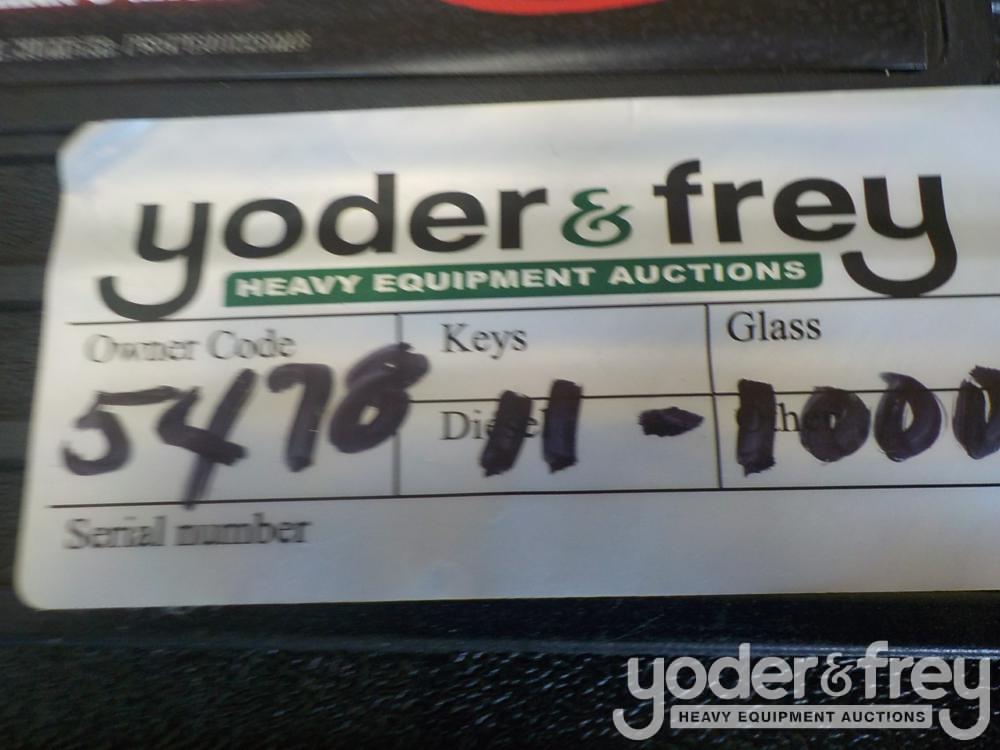 yoder & frey
HEAVY EQUIPMENT AUCTIONS
Owner Code
Keys
Glass
5478
11-1000
Diesel
Other
Serial number
yoder & frey
HEAVY EQUIPMENT AUCTIONS